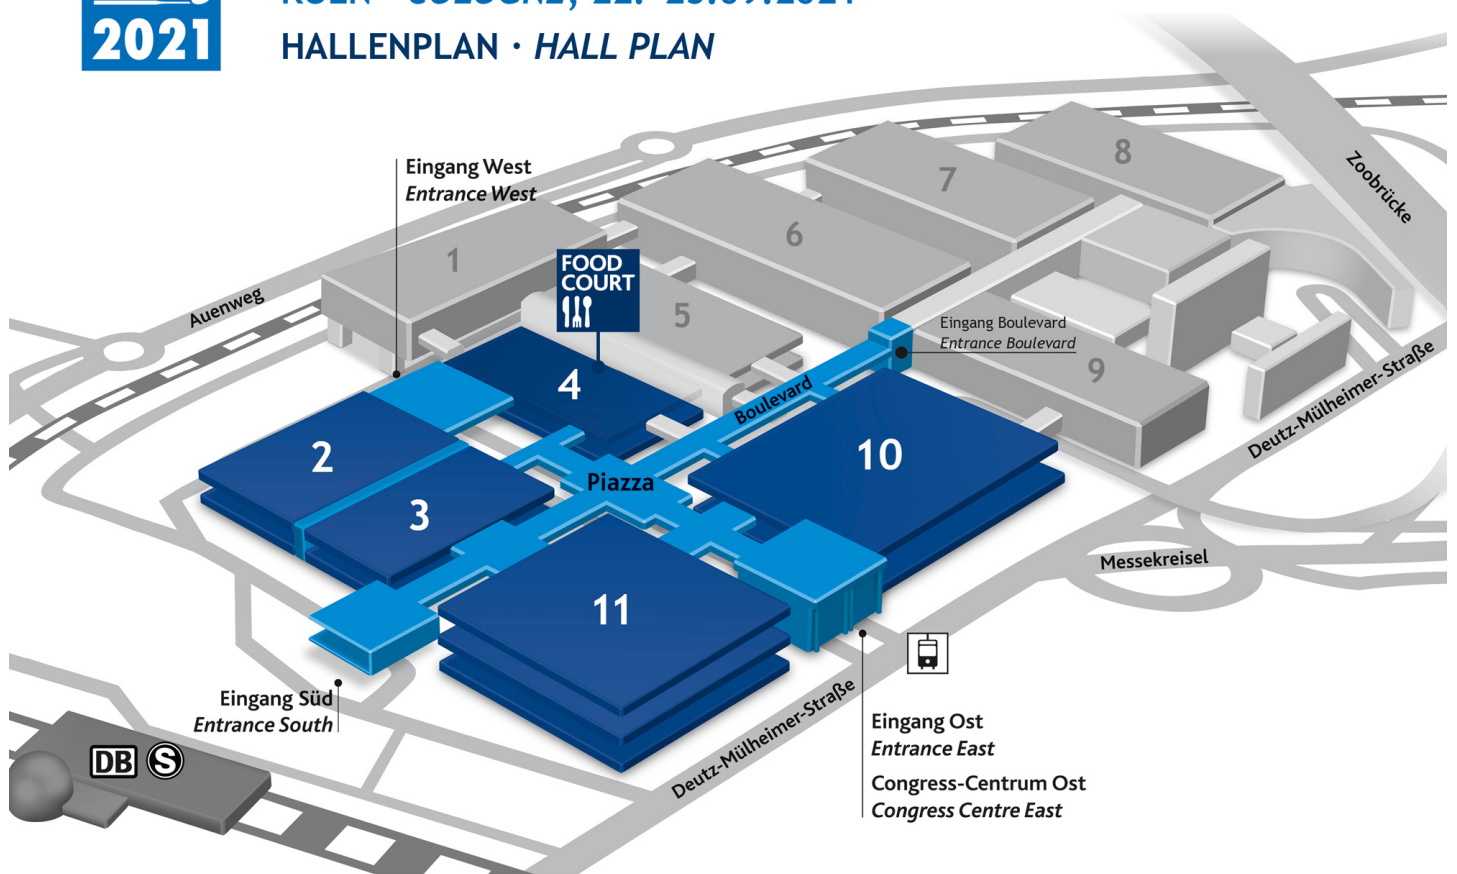 2021
HALLENPLAN · HALL PLAN
Eingang West
Entrance West
Auenweg
Zoobrücke
1
2
3
4
5
6
7
8
9
10
11
FOOD
COURT
Eingang Boulevard
Entrance Boulevard
Boulevard
Piazza
Deutz-Mülheimer-Straße
Messekreisel
Eingang Süd
Entrance South
DB
S
Deutz-Mülheimer-Straße
Eingang Ost
Entrance East
Congress-Centrum Ost
Congress Centre East